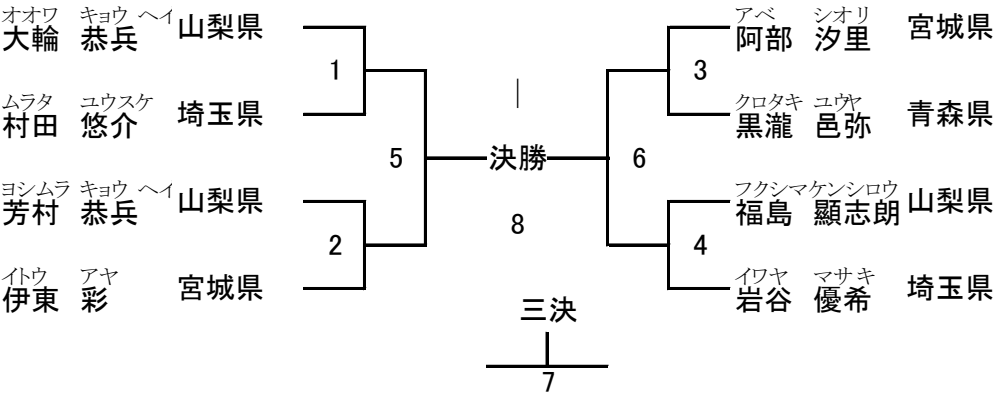 オオワ キョウ ヘイ
大輪 恭兵 山梨県
1
ムラタ ユウスケ
村田 悠介 埼玉県
5
ヨシムラ キョウ ヘイ
芳村 恭兵 山梨県
2
イトウ アヤ
伊東 彩 宮城県
決勝
8
三決
7
アベ シオリ
阿部 汐里 宮城県
3
クロタキ ユウヤ
黒瀧 邑弥 青森県
6
フクシマケンシロウ
福島 顯志朗 山梨県
4
イワヤ マサキ
岩谷 優希 埼玉県